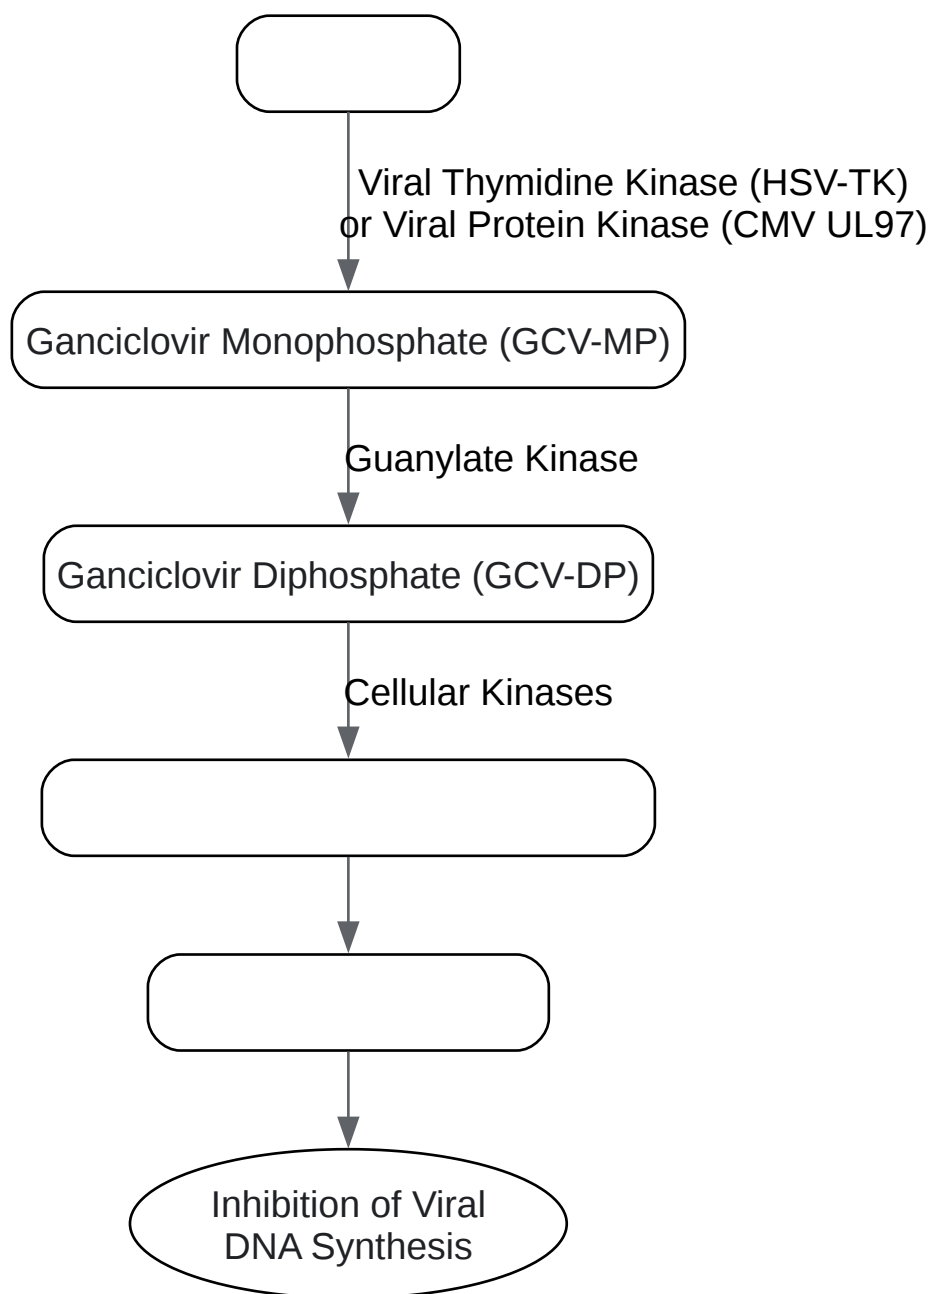 Viral Thymidine Kinase (HSV-TK)
or Viral Protein Kinase (CMV UL97)
Ganciclovir Monophosphate (GCV-MP)
Guanylate Kinase
Ganciclovir Diphosphate (GCV-DP)
Cellular Kinases
Inhibition of Viral
DNA Synthesis